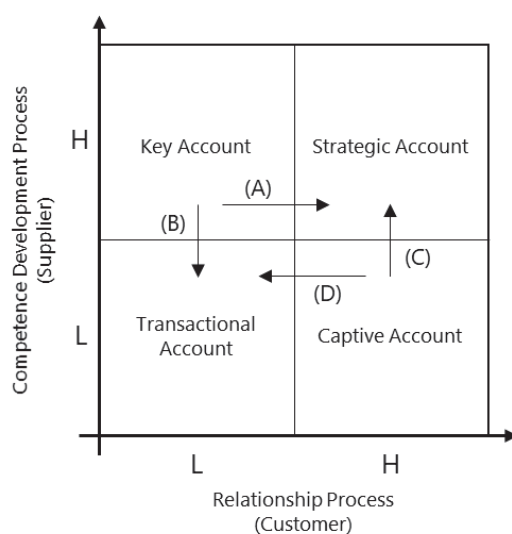 Competence Development Process
(Supplier)
H
L
Key Account
Strategic Account
(A)
(B)
(C)
(D)
Transactional
Account
Captive Account
L
H
Relationship Process
(Customer)